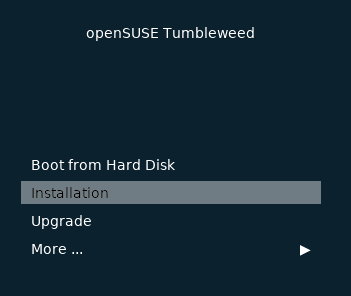 openSUSE Tumbleweed
Boot from Hard Disk
Installation
Upgrade
More ...